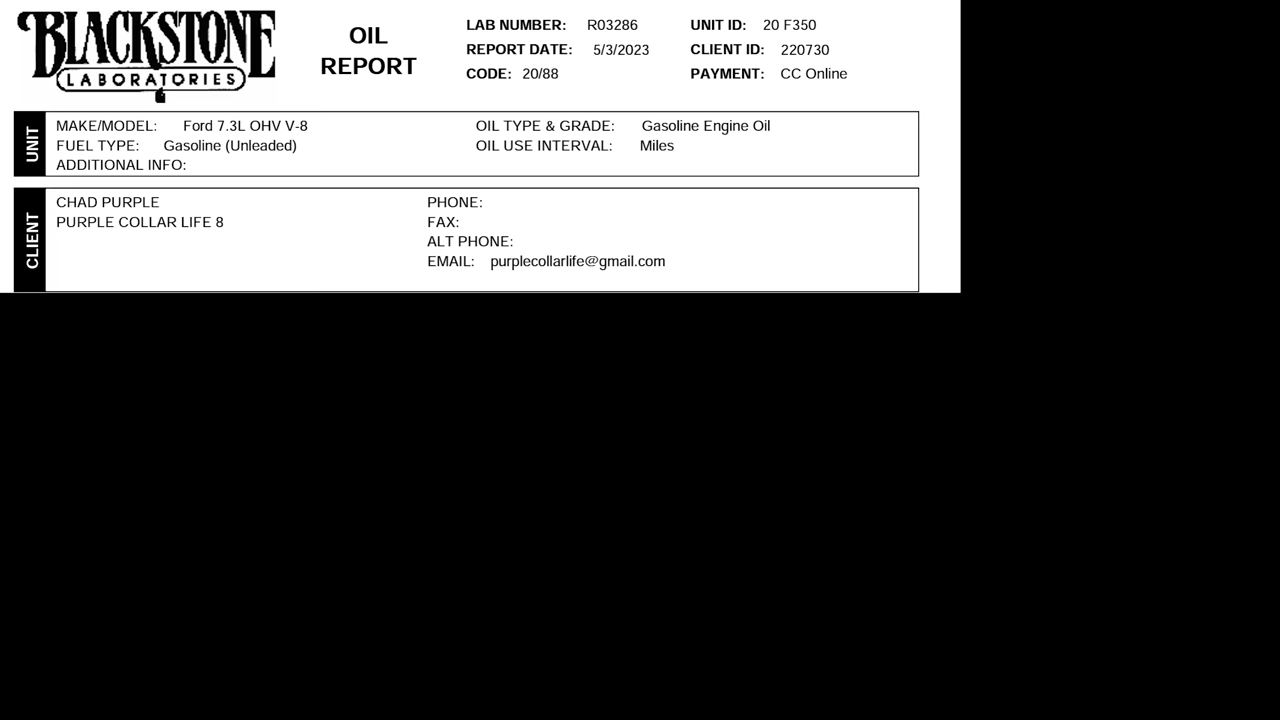 BLACKSTONE
LABORATORIES
OIL
REPORT
LAB NUMBER: R03286
REPORT DATE: 5/3/2023
CODE: 20/88
UNIT ID: 20 F350
CLIENT ID: 220730
PAYMENT: CC Online
UNIT
MAKE/MODEL: Ford 7.3L OHV V-8
FUEL TYPE: Gasoline (Unleaded)
ADDITIONAL INFO:
OIL TYPE & GRADE: Gasoline Engine Oil
OIL USE INTERVAL: Miles
CLIENT
CHAD PURPLE
PURPLE COLLAR LIFE 8
PHONE:
FAX:
ALT PHONE:
EMAIL: purplecollarlife@gmail.com